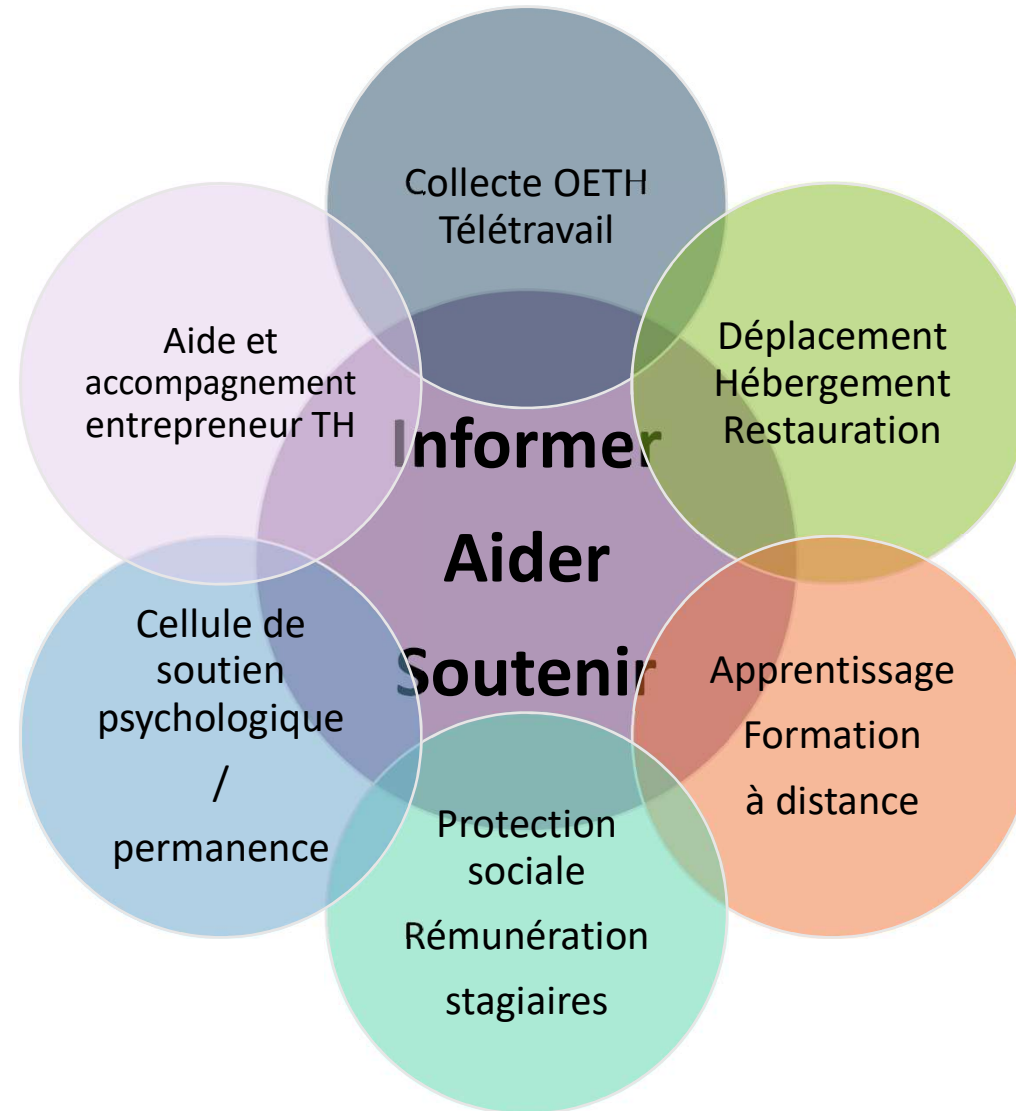 Collecte OETH
Télétravail
Déplacement
Hébergement
Restauration
Apprentissage
Formation
à distance
Protection
sociale
Rémunération
stagiaires
Cellule de
soutien
psychologique
/
permanence
Aide et
accompagnement
entrepreneur TH
Informer
Aider
Soutenir